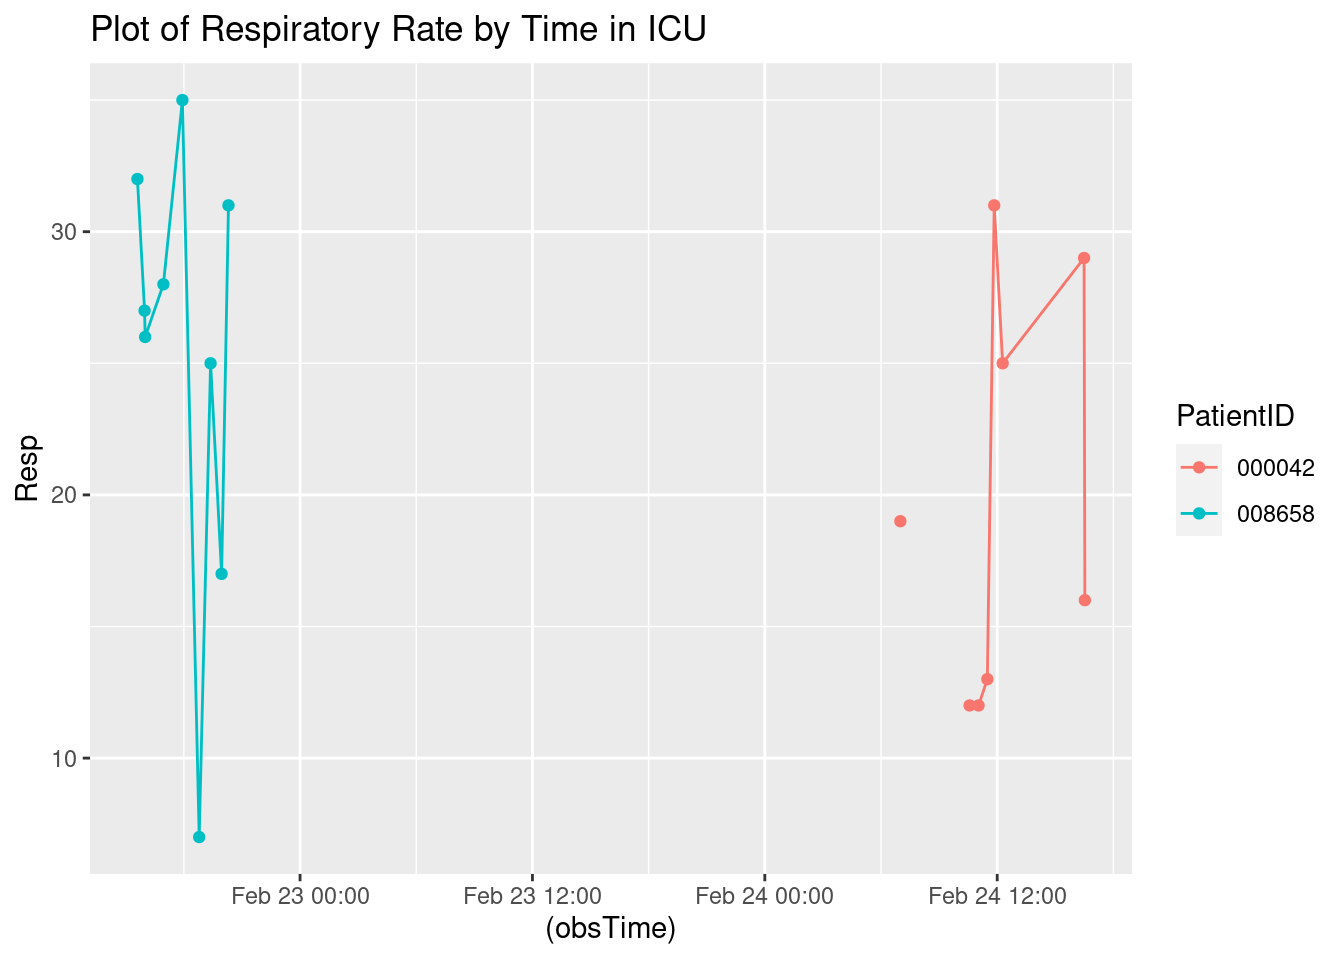 Plot of Respiratory Rate by Time in ICU
Resp
30
20
10
Feb 23 00:00
Feb 23 12:00
Feb 24 00:00
Feb 24 12:00
(obsTime)
PatientID
000042
008658